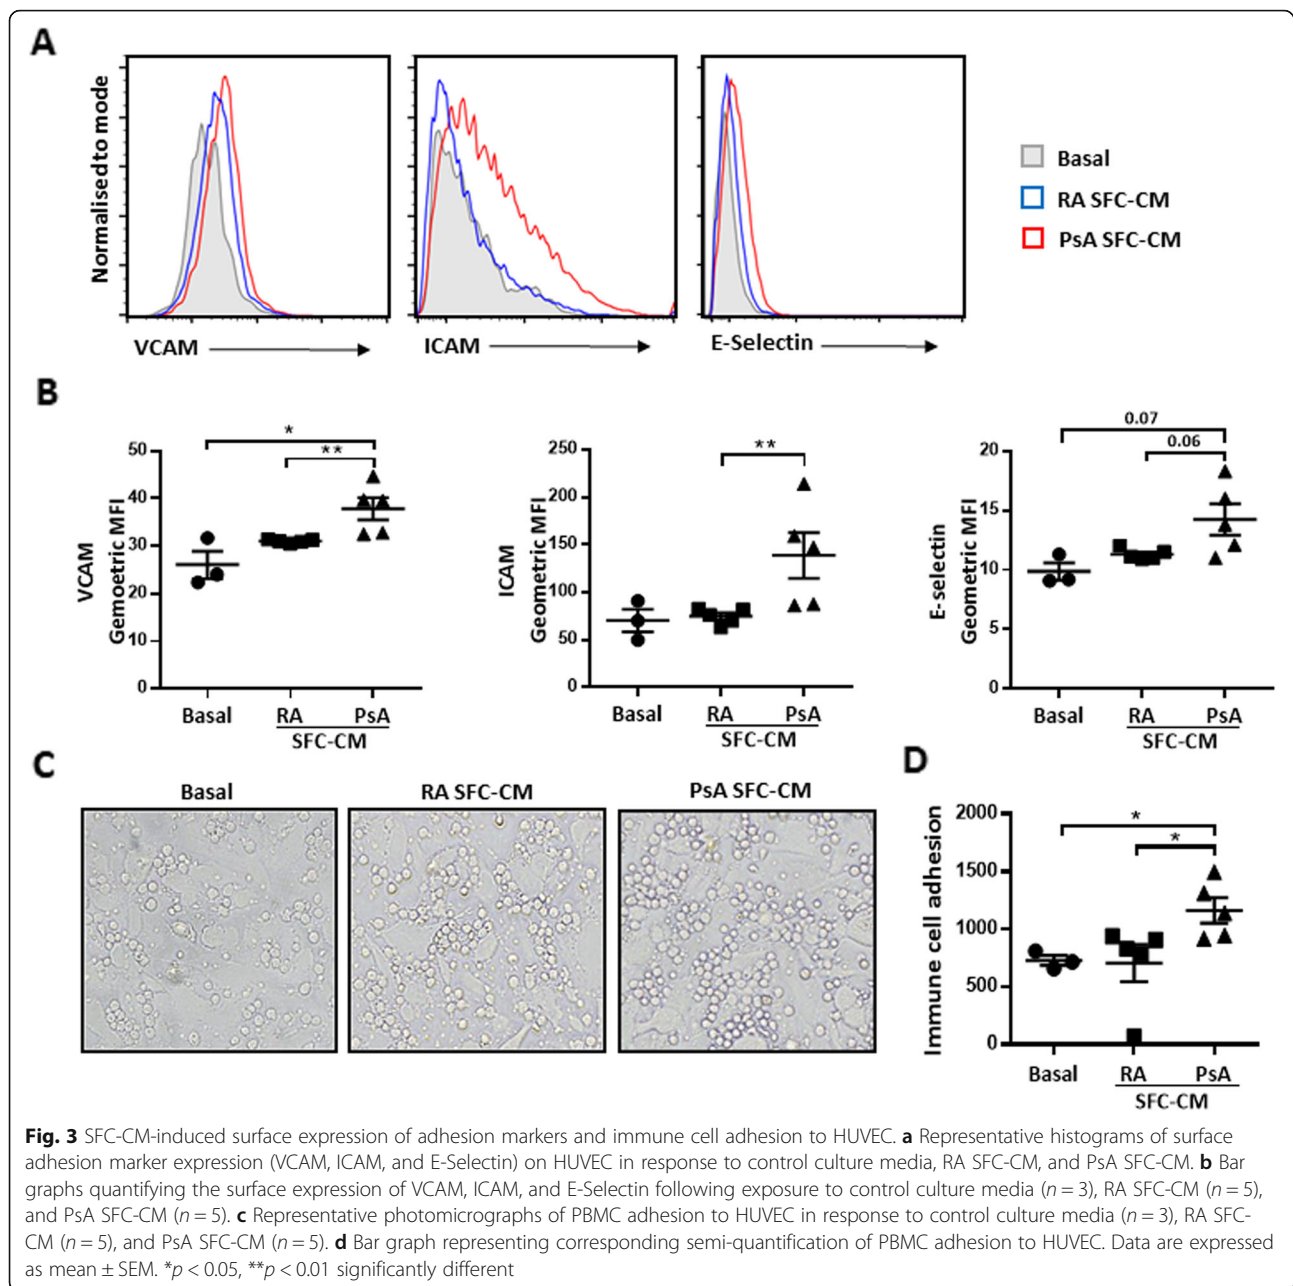 A
Normalised to mode
VCAM
ICAM
E-Selectin
Basal
RA SFC-CM
PsA SFC-CM
B
VCAM
Gemoetric MFI
50
40
30
20
10
0
*
**
Basal
RA
PsA
SFC-CM
ICAM
Geometric MFI
250
200
150
100
50
0
**
Basal
RA
PsA
SFC-CM
E-selectin
Geometric MFI
20
15
10
5
0
0.07
0.06
Basal
RA
PsA
SFC-CM
C
Basal
RA SFC-CM
PsA SFC-CM
D
Immune cell adhesion
2000
1500
1000
500
0
*
*
Basal
RA
PsA
SFC-CM
Fig. 3 SFC-CM-induced surface expression of adhesion markers and immune cell adhesion to HUVEC. a Representative histograms of surface
adhesion marker expression (VCAM, ICAM, and E-Selectin) on HUVEC in response to control culture media, RA SFC-CM, and PsA SFC-CM. b Bar
graphs quantifying the surface expression of VCAM, ICAM, and E-Selectin following exposure to control culture media (n = 3), RA SFC-CM (n = 5),
and PsA SFC-CM (n = 5). c Representative photomicrographs of PBMC adhesion to HUVEC in response to control culture media (n = 3), RA SFC-
CM (n = 5), and PsA SFC-CM (n = 5). d Bar graph representing corresponding semi-quantification of PBMC adhesion to HUVEC. Data are expressed
as mean ± SEM. *p < 0.05, **p < 0.01 significantly different